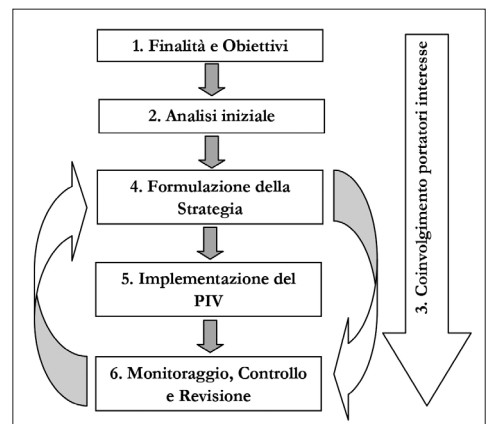 1. Finalità e Obiettivi
2. Analisi iniziale
4. Formulazione della
Strategia
5. Implementazione del
PIV
6. Monitoraggio, Controllo
e Revisione
3. Coinvolgimento portatori interesse